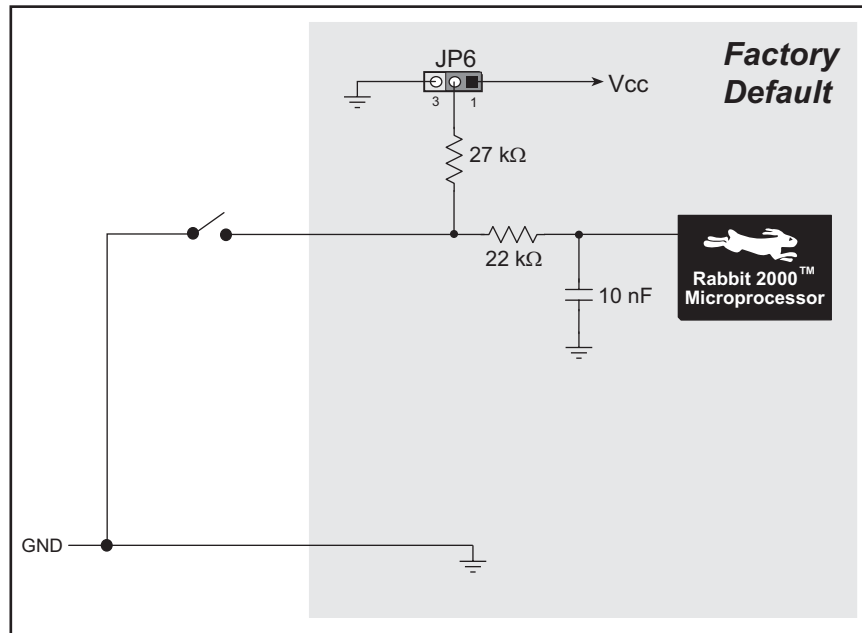 Factory
Default
JP6
Vcc
3 1
27 kΩ
22 kΩ
10 nF
Rabbit 2000™
Microprocessor
GND